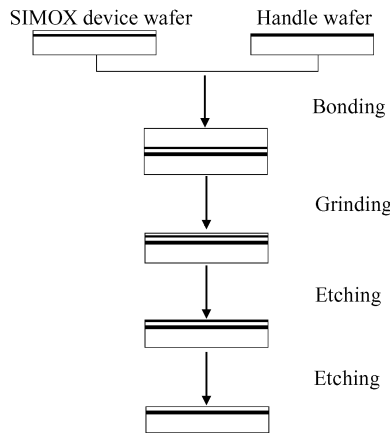 SIMOX device wafer
Handle wafer
Bonding
Grinding
Etching
Etching